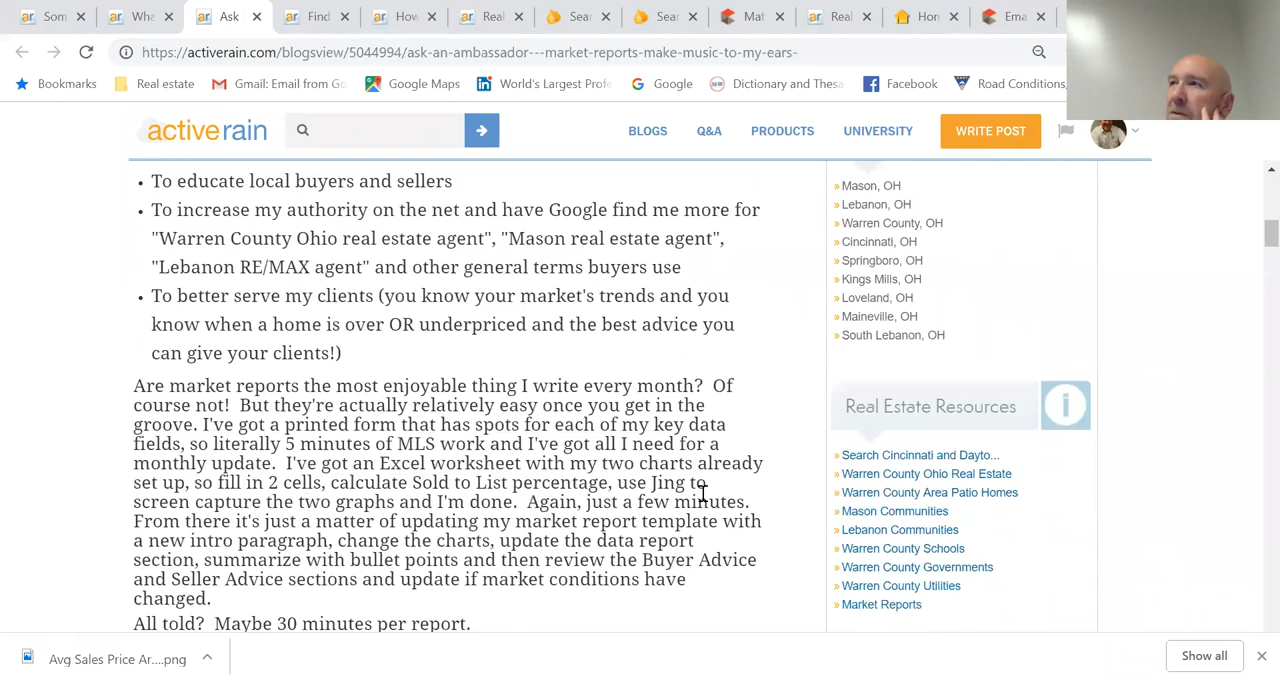 Som
Wha
Ask
Find
How
Real
Sear
Sear
Mat
Real
Hon
Ema
https://activerain.com/blogsview/5044994/ask-an-ambassador---market-reports-make-music-to-my-ears-
Bookmarks
Real estate
Gmail: Email from Go
Google Maps
World's Largest Profe
Google
Dictionary and Thesa
Facebook
Road Conditions,
activerain
BLOGS
Q&A
PRODUCTS
UNIVERSITY
WRITE POST
• To educate local buyers and sellers
• To increase my authority on the net and have Google find me more for
"Warren County Ohio real estate agent", "Mason real estate agent",
"Lebanon RE/MAX agent" and other general terms buyers use
• To better serve my clients (you know your market's trends and you
know when a home is over OR underpriced and the best advice you
can give your clients!)
Are market reports the most enjoyable thing I write every month?  Of
course not!  But they're actually relatively easy once you get in the
groove. I've got a printed form that has spots for each of my key data
fields, so literally 5 minutes of MLS work and I've got all I need for a
monthly update.  I've got an Excel worksheet with my two charts already
set up, so fill in 2 cells, calculate Sold to List percentage, use Jing to
screen capture the two graphs and I'm done.  Again, just a few minutes.
From there it's just a matter of updating my market report template with
a new intro paragraph, change the charts, update the data report
section, summarize with bullet points and then review the Buyer Advice
and Seller Advice sections and update if market conditions have
changed.
All told?  Maybe 30 minutes per report.
» Mason, OH
» Lebanon, OH
» Warren County, OH
» Cincinnati, OH
» Springboro, OH
» Kings Mills, OH
» Loveland, OH
» Maineville, OH
» South Lebanon, OH
Real Estate Resources
i
» Search Cincinnati and Dayto...
» Warren County Ohio Real Estate
» Warren County Area Patio Homes
» Mason Communities
» Lebanon Communities
» Warren County Schools
» Warren County Governments
» Warren County Utilities
» Market Reports
Avg Sales Price Ar....png
Show all